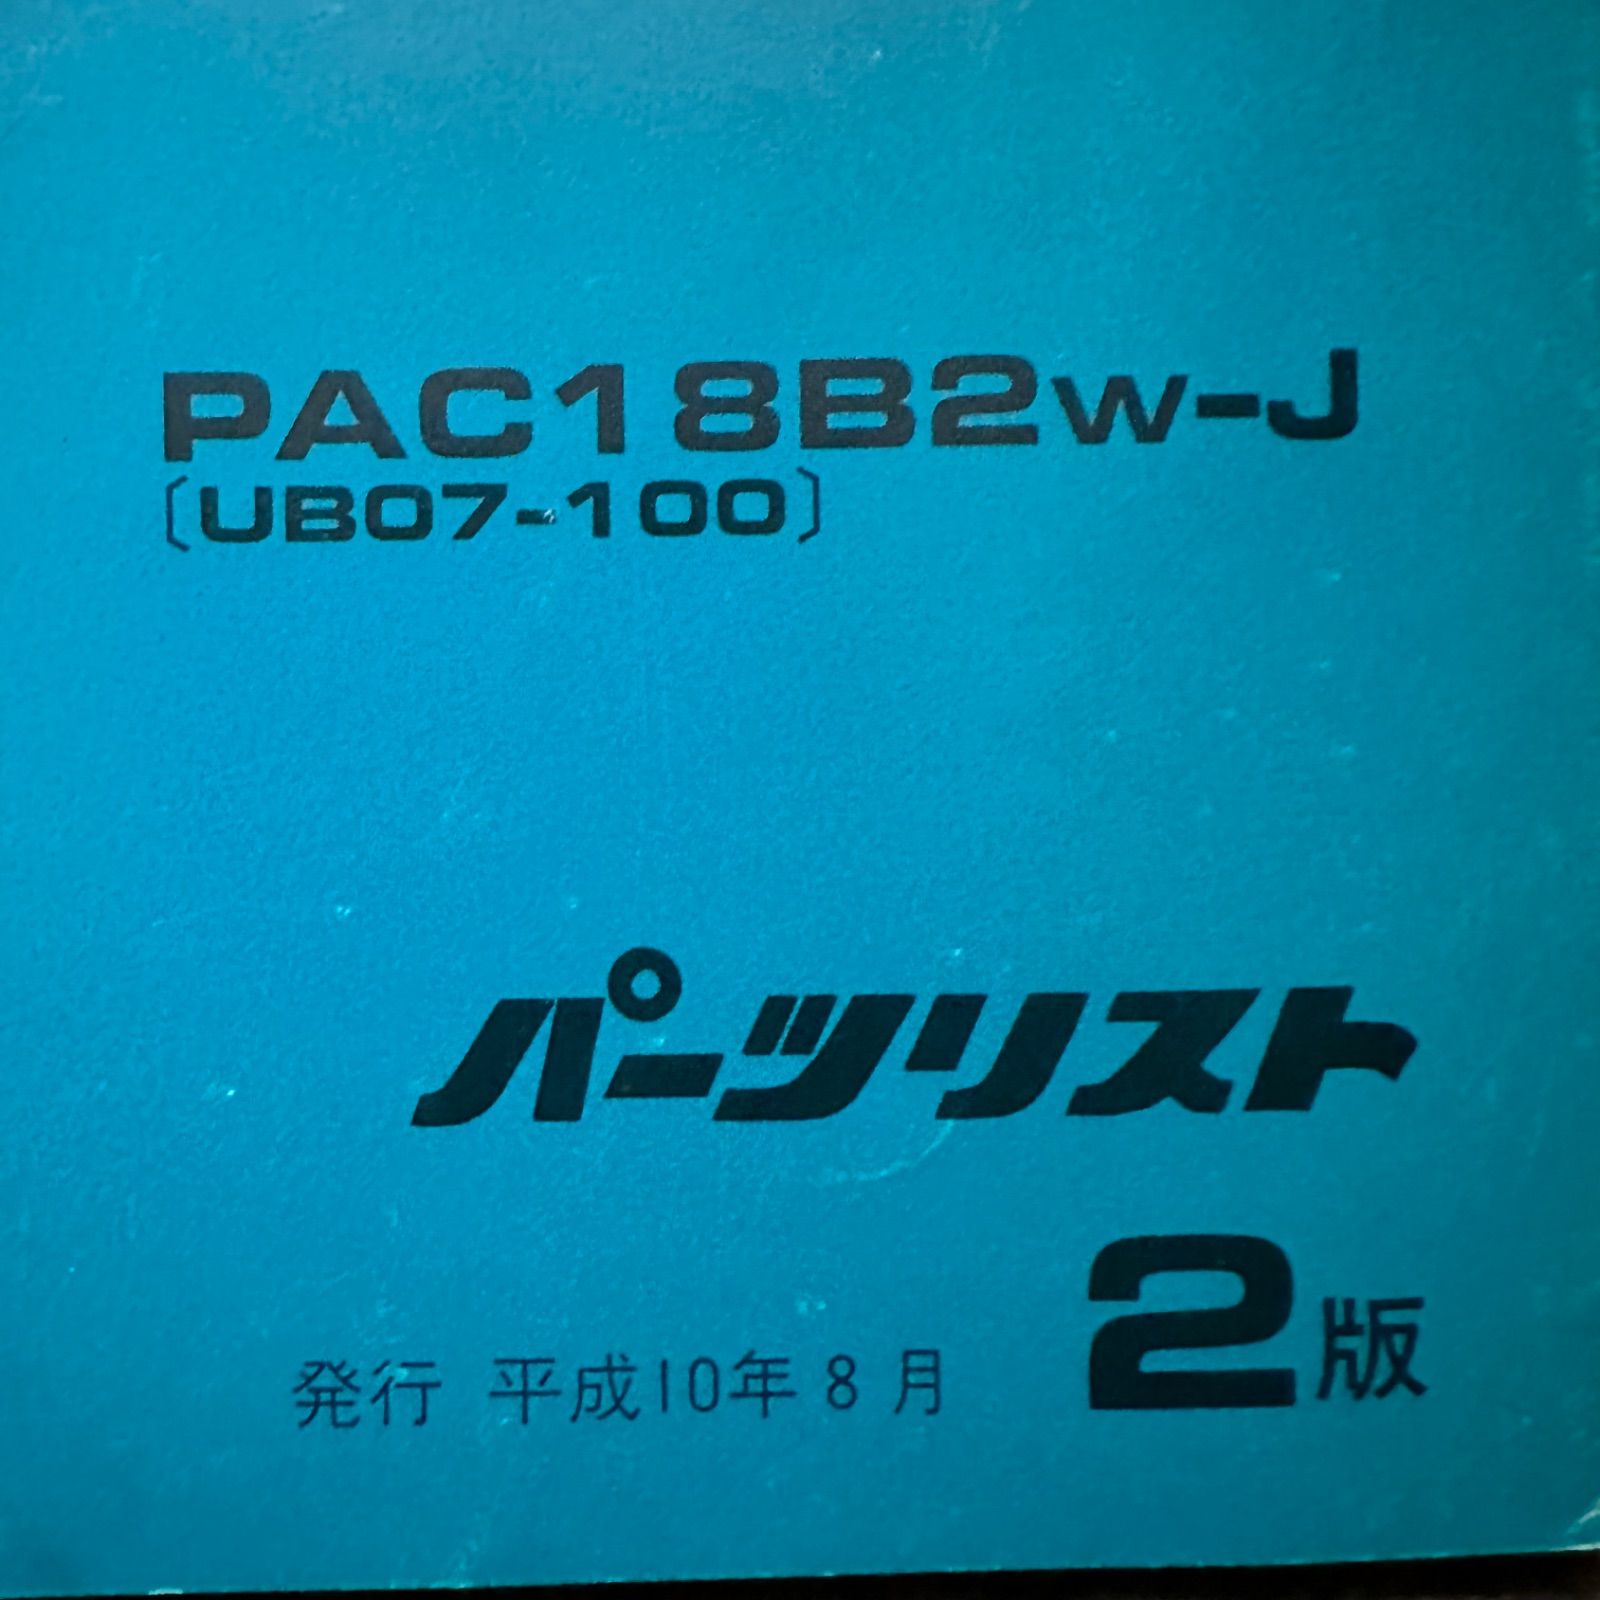 PAC18B2W-J
〔UB07-100〕
パーツリスト
発行 平成10年8月 2版